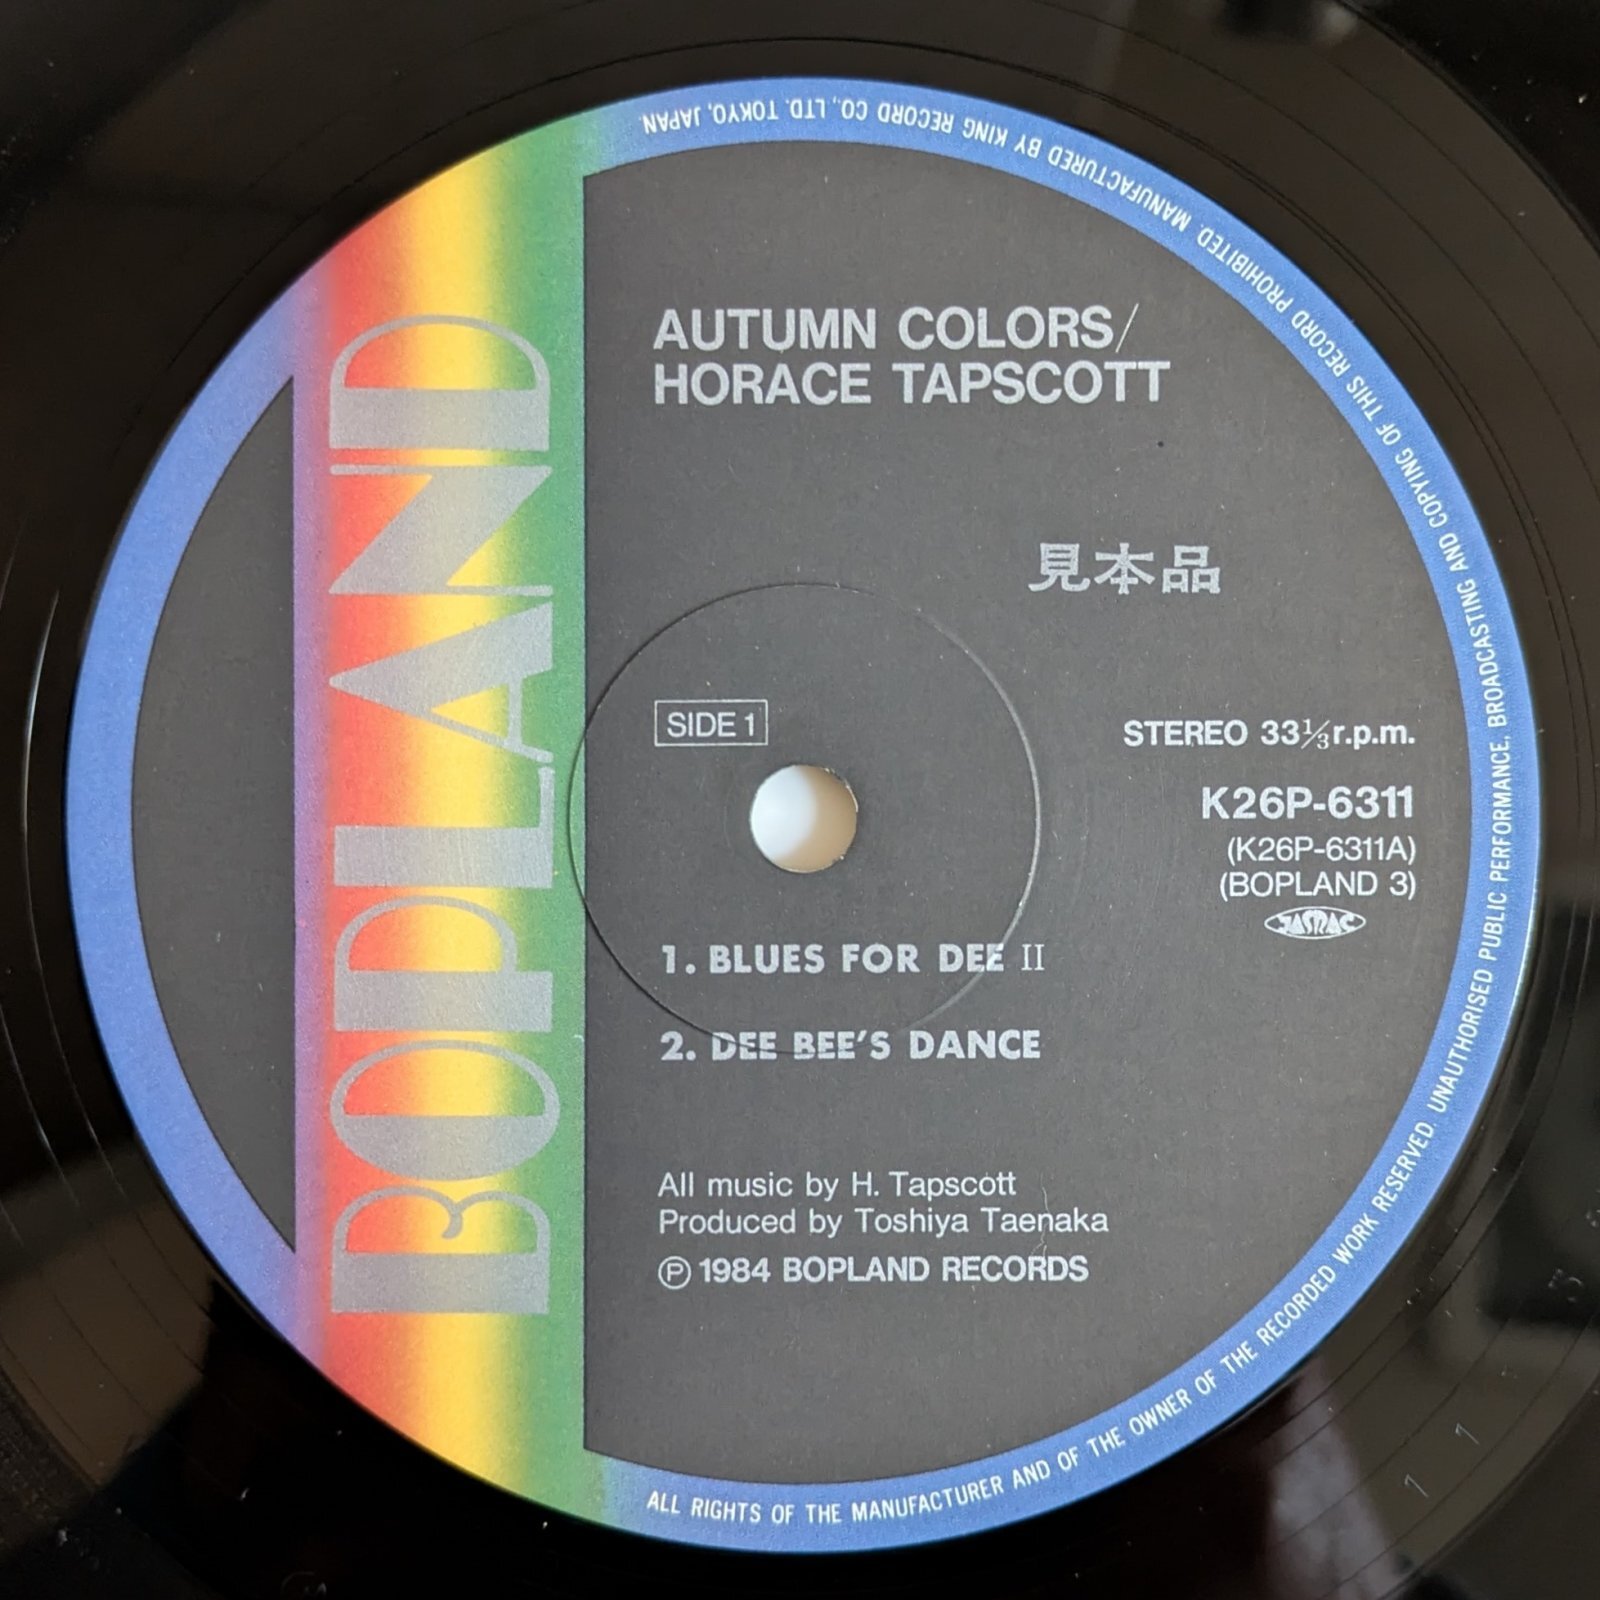 BOPLAND
AUTUMN COLORS/
HORACE TAPSCOTT
見本品
SIDE 1
STEREO 33⅓r.p.m.
K26P-6311
(K26P-6311A)
(BOPLAND 3)
JASRAC
1. BLUES FOR DEE II
2. DEE BEE'S DANCE
All music by H. Tapscott
Produced by Toshiya Taenaka
Ⓟ 1984 BOPLAND RECORDS
ALL RIGHTS OF THE MANUFACTURER AND OF THE OWNER OF THE RECORDED WORK RESERVED. UNAUTHORISED PUBLIC PERFORMANCE, BROADCASTING AND COPYING OF THIS RECORD PROHIBITED. MANUFACTURED BY KING RECORD CO., LTD. TOKYO, JAPAN.